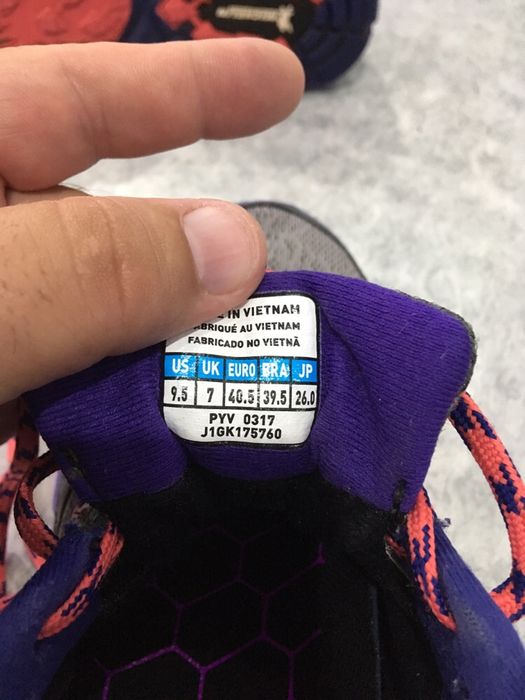 IN VIETNAM
FABRIQUÉ AU VIETNAM
FABRICADO NO VIETNÃ
US UK EURO BRA JP
9.5 7 40.5 39.5 26.0
PYV 0317
J1GK175760